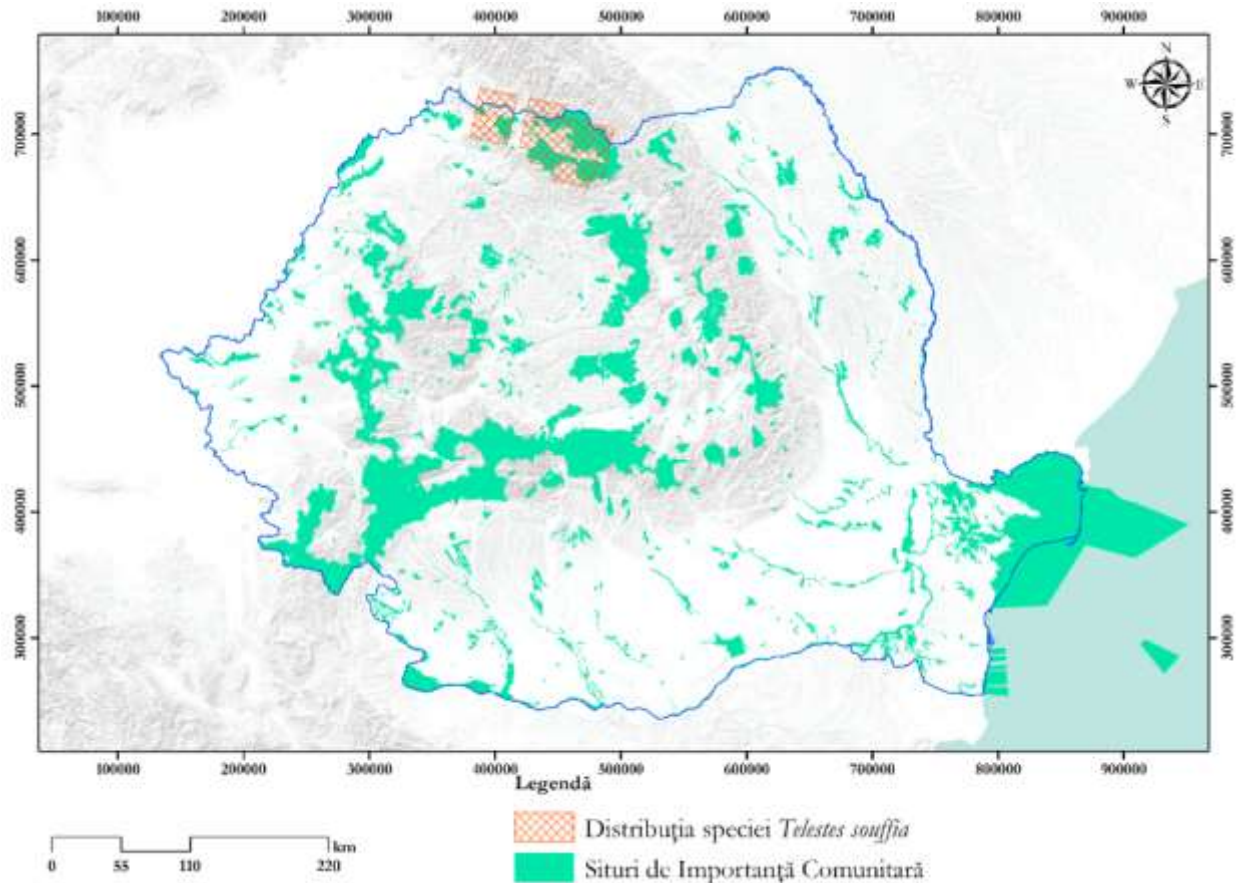 100000 200000 300000 400000 500000 600000 700000 800000 900000
N
W E
S
700000 700000
600000 600000
500000 500000
400000 400000
300000 300000
100000 200000 300000 400000 500000 600000 700000 800000 900000
Legendă
Distribuția speciei Telestes souffia
km
0 55 110 220
Situri de Importanță Comunitară